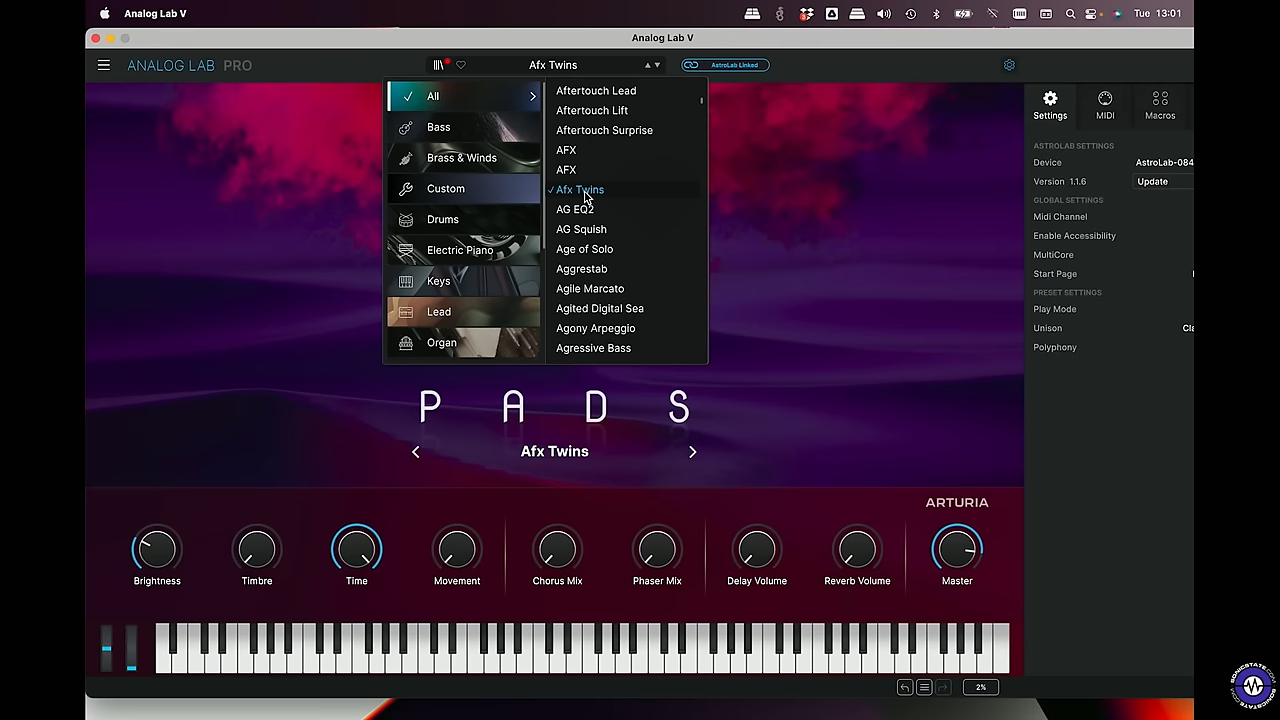 Analog Lab V
Tue 13:01
Analog Lab V
ANALOG LAB PRO
Afx Twins
AstroLab Linked
All
Bass
Brass & Winds
Custom
Drums
Electric Piano
Keys
Lead
Organ
Aftertouch Lead
Aftertouch Lift
Aftertouch Surprise
AFX
AFX
Afx Twins
AG EQ2
AG Squish
Age of Solo
Aggrestab
Agile Marcato
Agited Digital Sea
Agony Arpeggio
Agressive Bass
Settings
MIDI
Macros
ASTROLAB SETTINGS
Device AstroLab-084
Version 1.1.6 Update
GLOBAL SETTINGS
Midi Channel
Enable Accessibility
MultiCore
Start Page
PRESET SETTINGS
Play Mode
Unison Cla
Polyphony
PADS
Afx Twins
ARTURIA
Brightness
Timbre
Time
Movement
Chorus Mix
Phaser Mix
Delay Volume
Reverb Volume
Master
2%